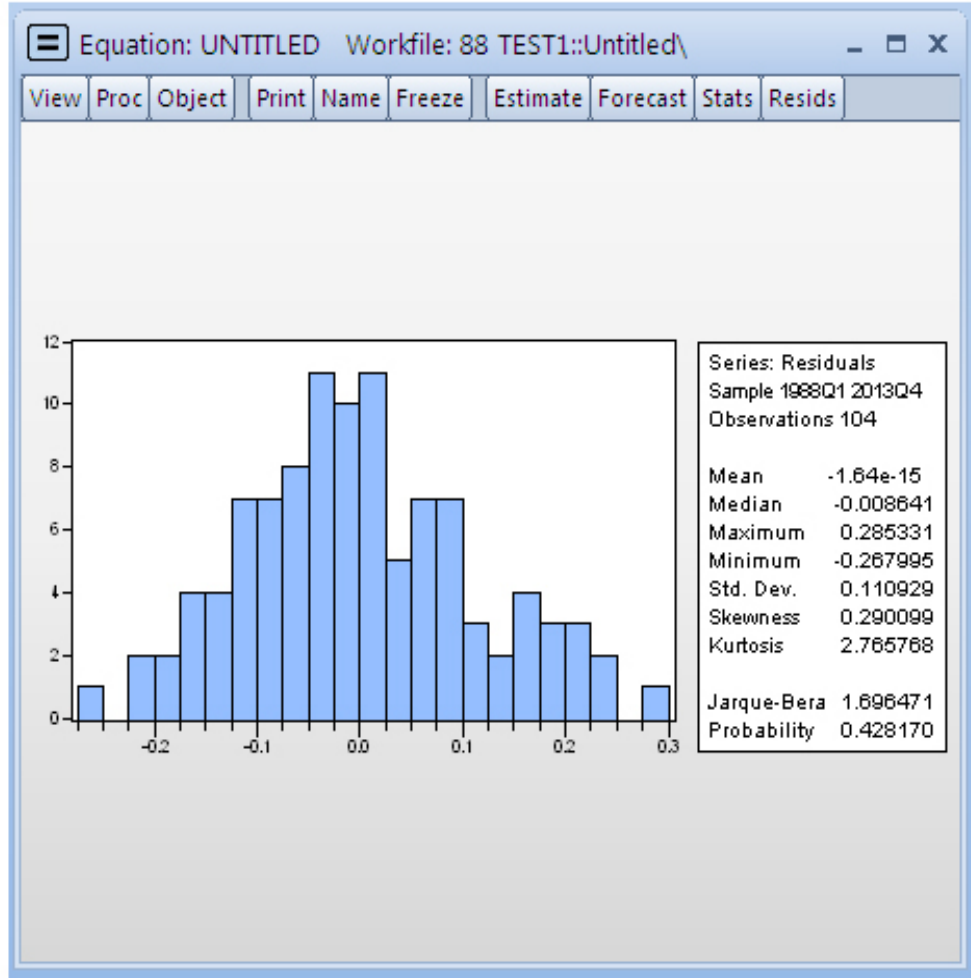 Equation: UNTITLED Workfile: 88 TEST1::Untitled\
View Proc Object Print Name Freeze Estimate Forecast Stats Resids
12
10
8
6
4
2
0
-0.2 -0.1 0.0 0.1 0.2 0.3
Series: Residuals
Sample 1988Q1 2013Q4
Observations 104
Mean -1.64e-15
Median -0.008641
Maximum 0.285331
Minimum -0.267995
Std. Dev. 0.110929
Skewness 0.290099
Kurtosis 2.765768
Jarque-Bera 1.696471
Probability 0.428170